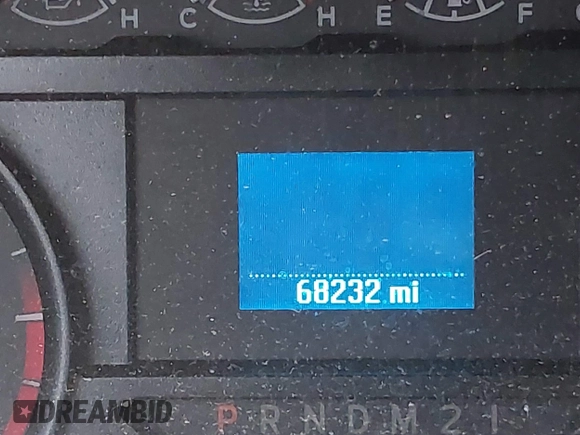 H C H E F
68232 mi
P R N D M 2 1
DREAMBID